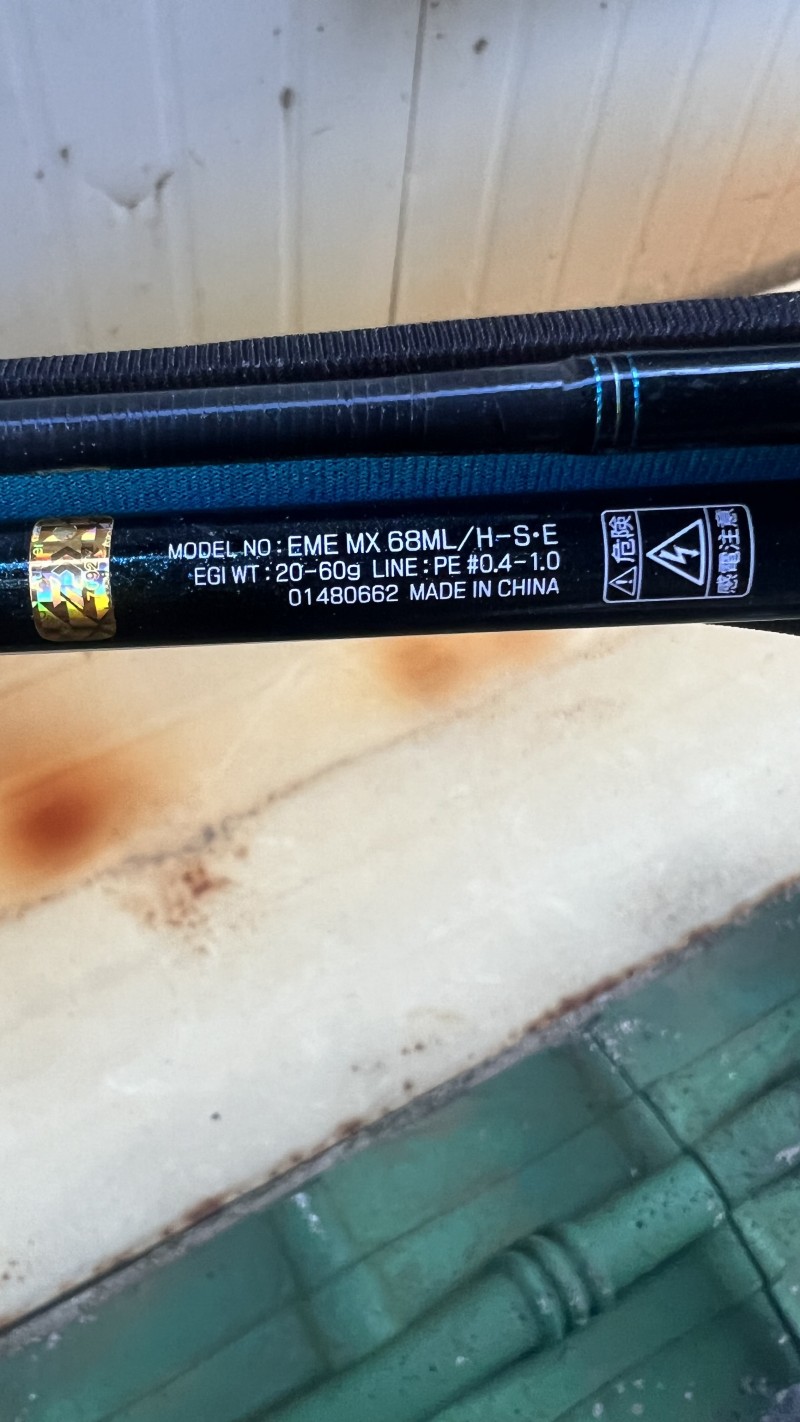 MODEL NO : EME MX 68ML/H-S•E
EGI WT : 20-60g LINE : PE #0.4-1.0
01480662 MADE IN CHINA
危険
感電注意